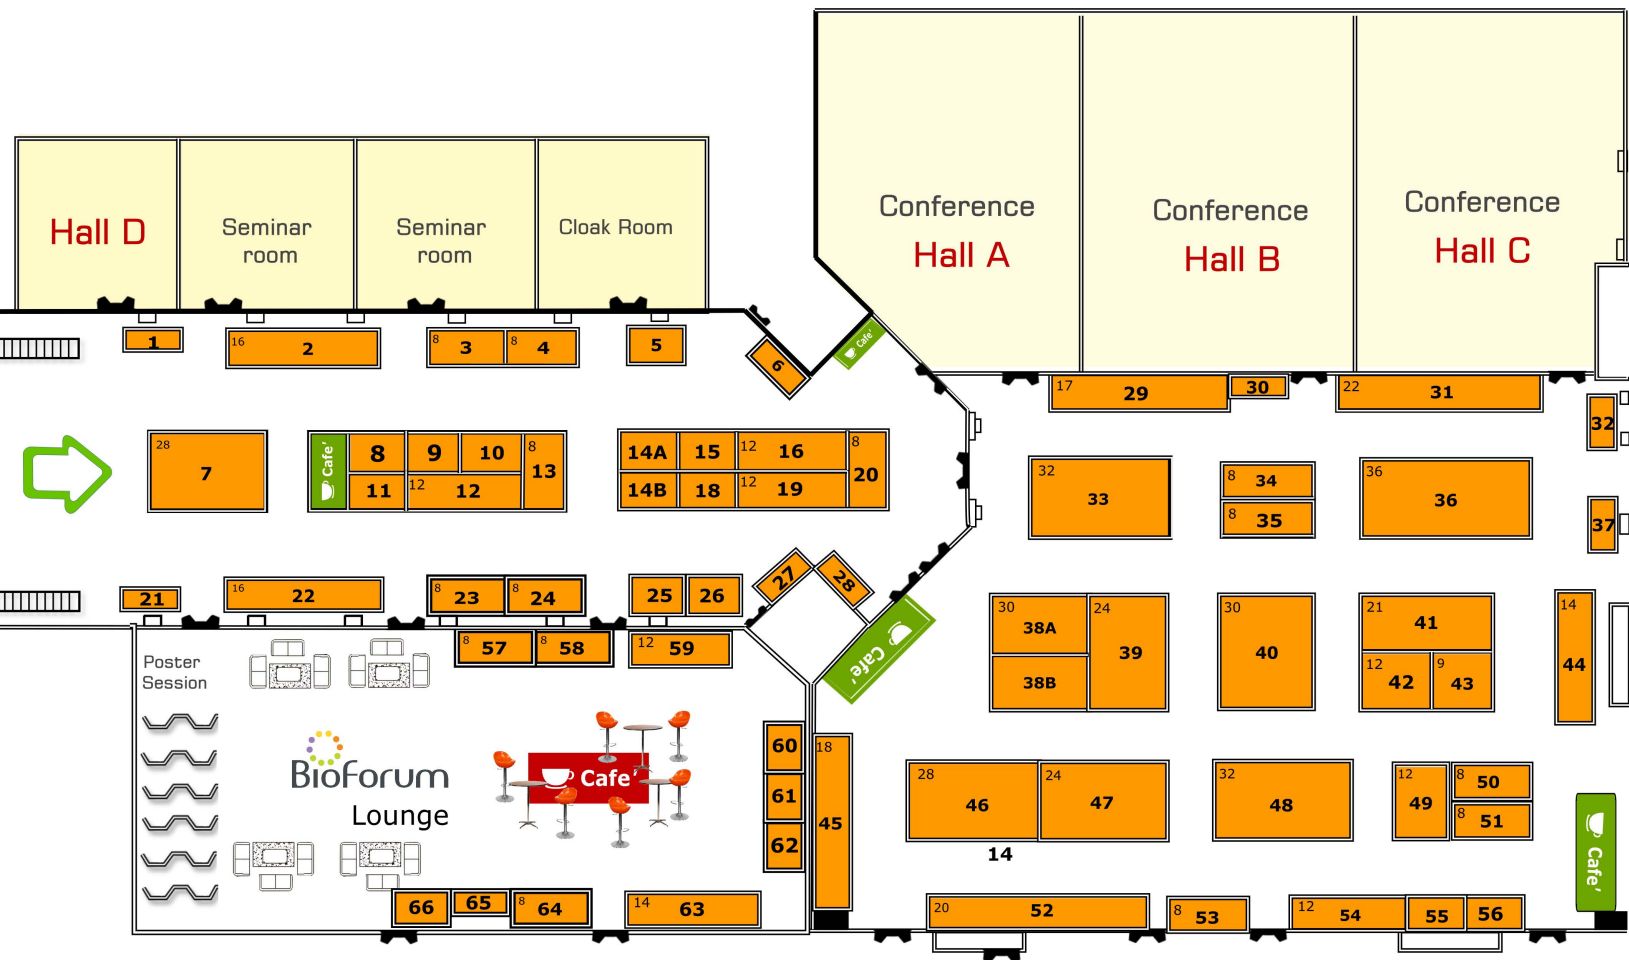 Hall D
Seminar
room
Seminar
room
Cloak Room
Conference
Hall A
Conference
Hall B
Conference
Hall C
1
16 2
8 3
8 4
5
6
Cafe'
17 29
30
22 31
32
28 7
Cafe'
8
9
10
8 13
11
12 12
14A
15
12 16
8 20
14B
18
12 19
32 33
8 34
8 35
36 36
37
21
16 22
8 23
8 24
25
26
27
28
Cafe'
30 38A
38B
24 39
30 40
21 41
12 42
9 43
14 44
8 57
8 58
12 59
Poster
Session
BioForum
Lounge
Cafe'
60
61
62
18 45
28 46
24 47
14
32 48
12 49
8 50
8 51
Cafe'
66
65
8 64
14 63
20 52
8 53
12 54
55
56